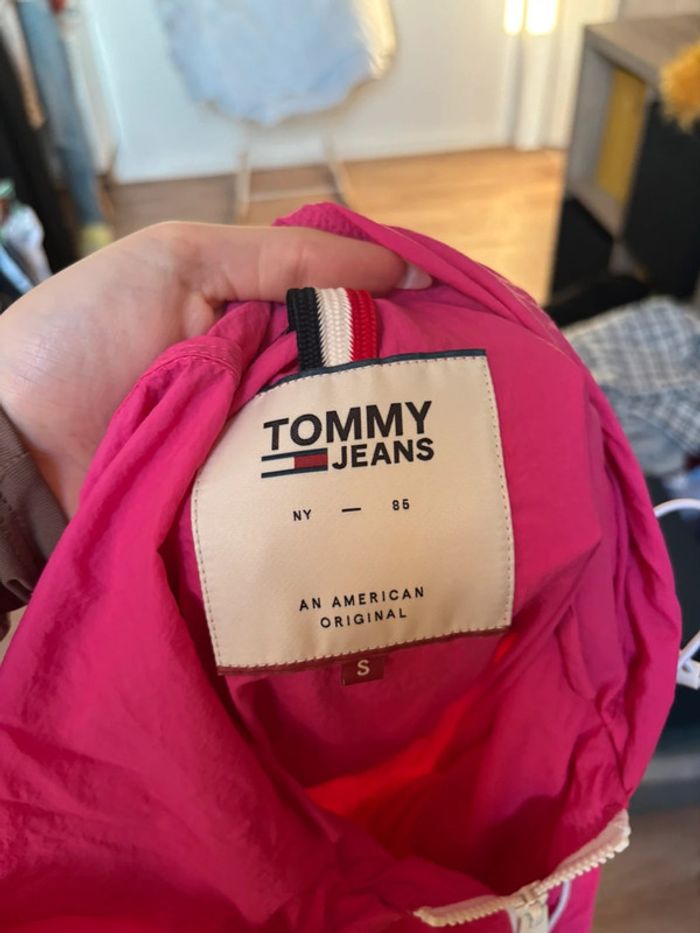 TOMMY
JEANS
NY — 85
AN AMERICAN
ORIGINAL
S